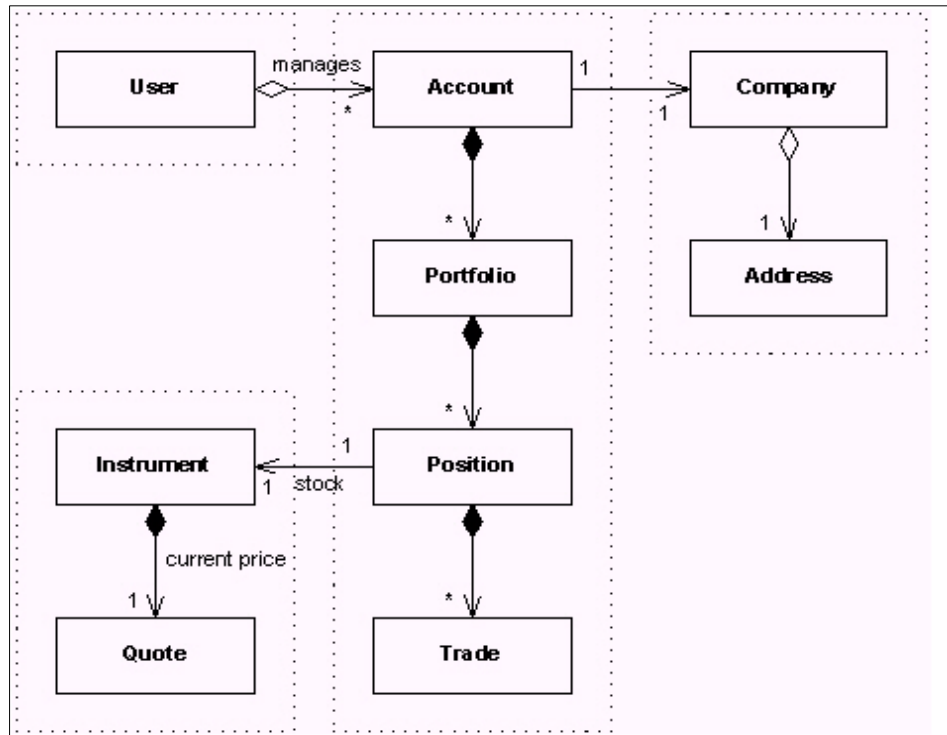 manages
1
User
Account
Company
*
1
*
1
Portfolio
Address
*
1
Instrument
Position
1
stock
current price
1
*
Quote
Trade